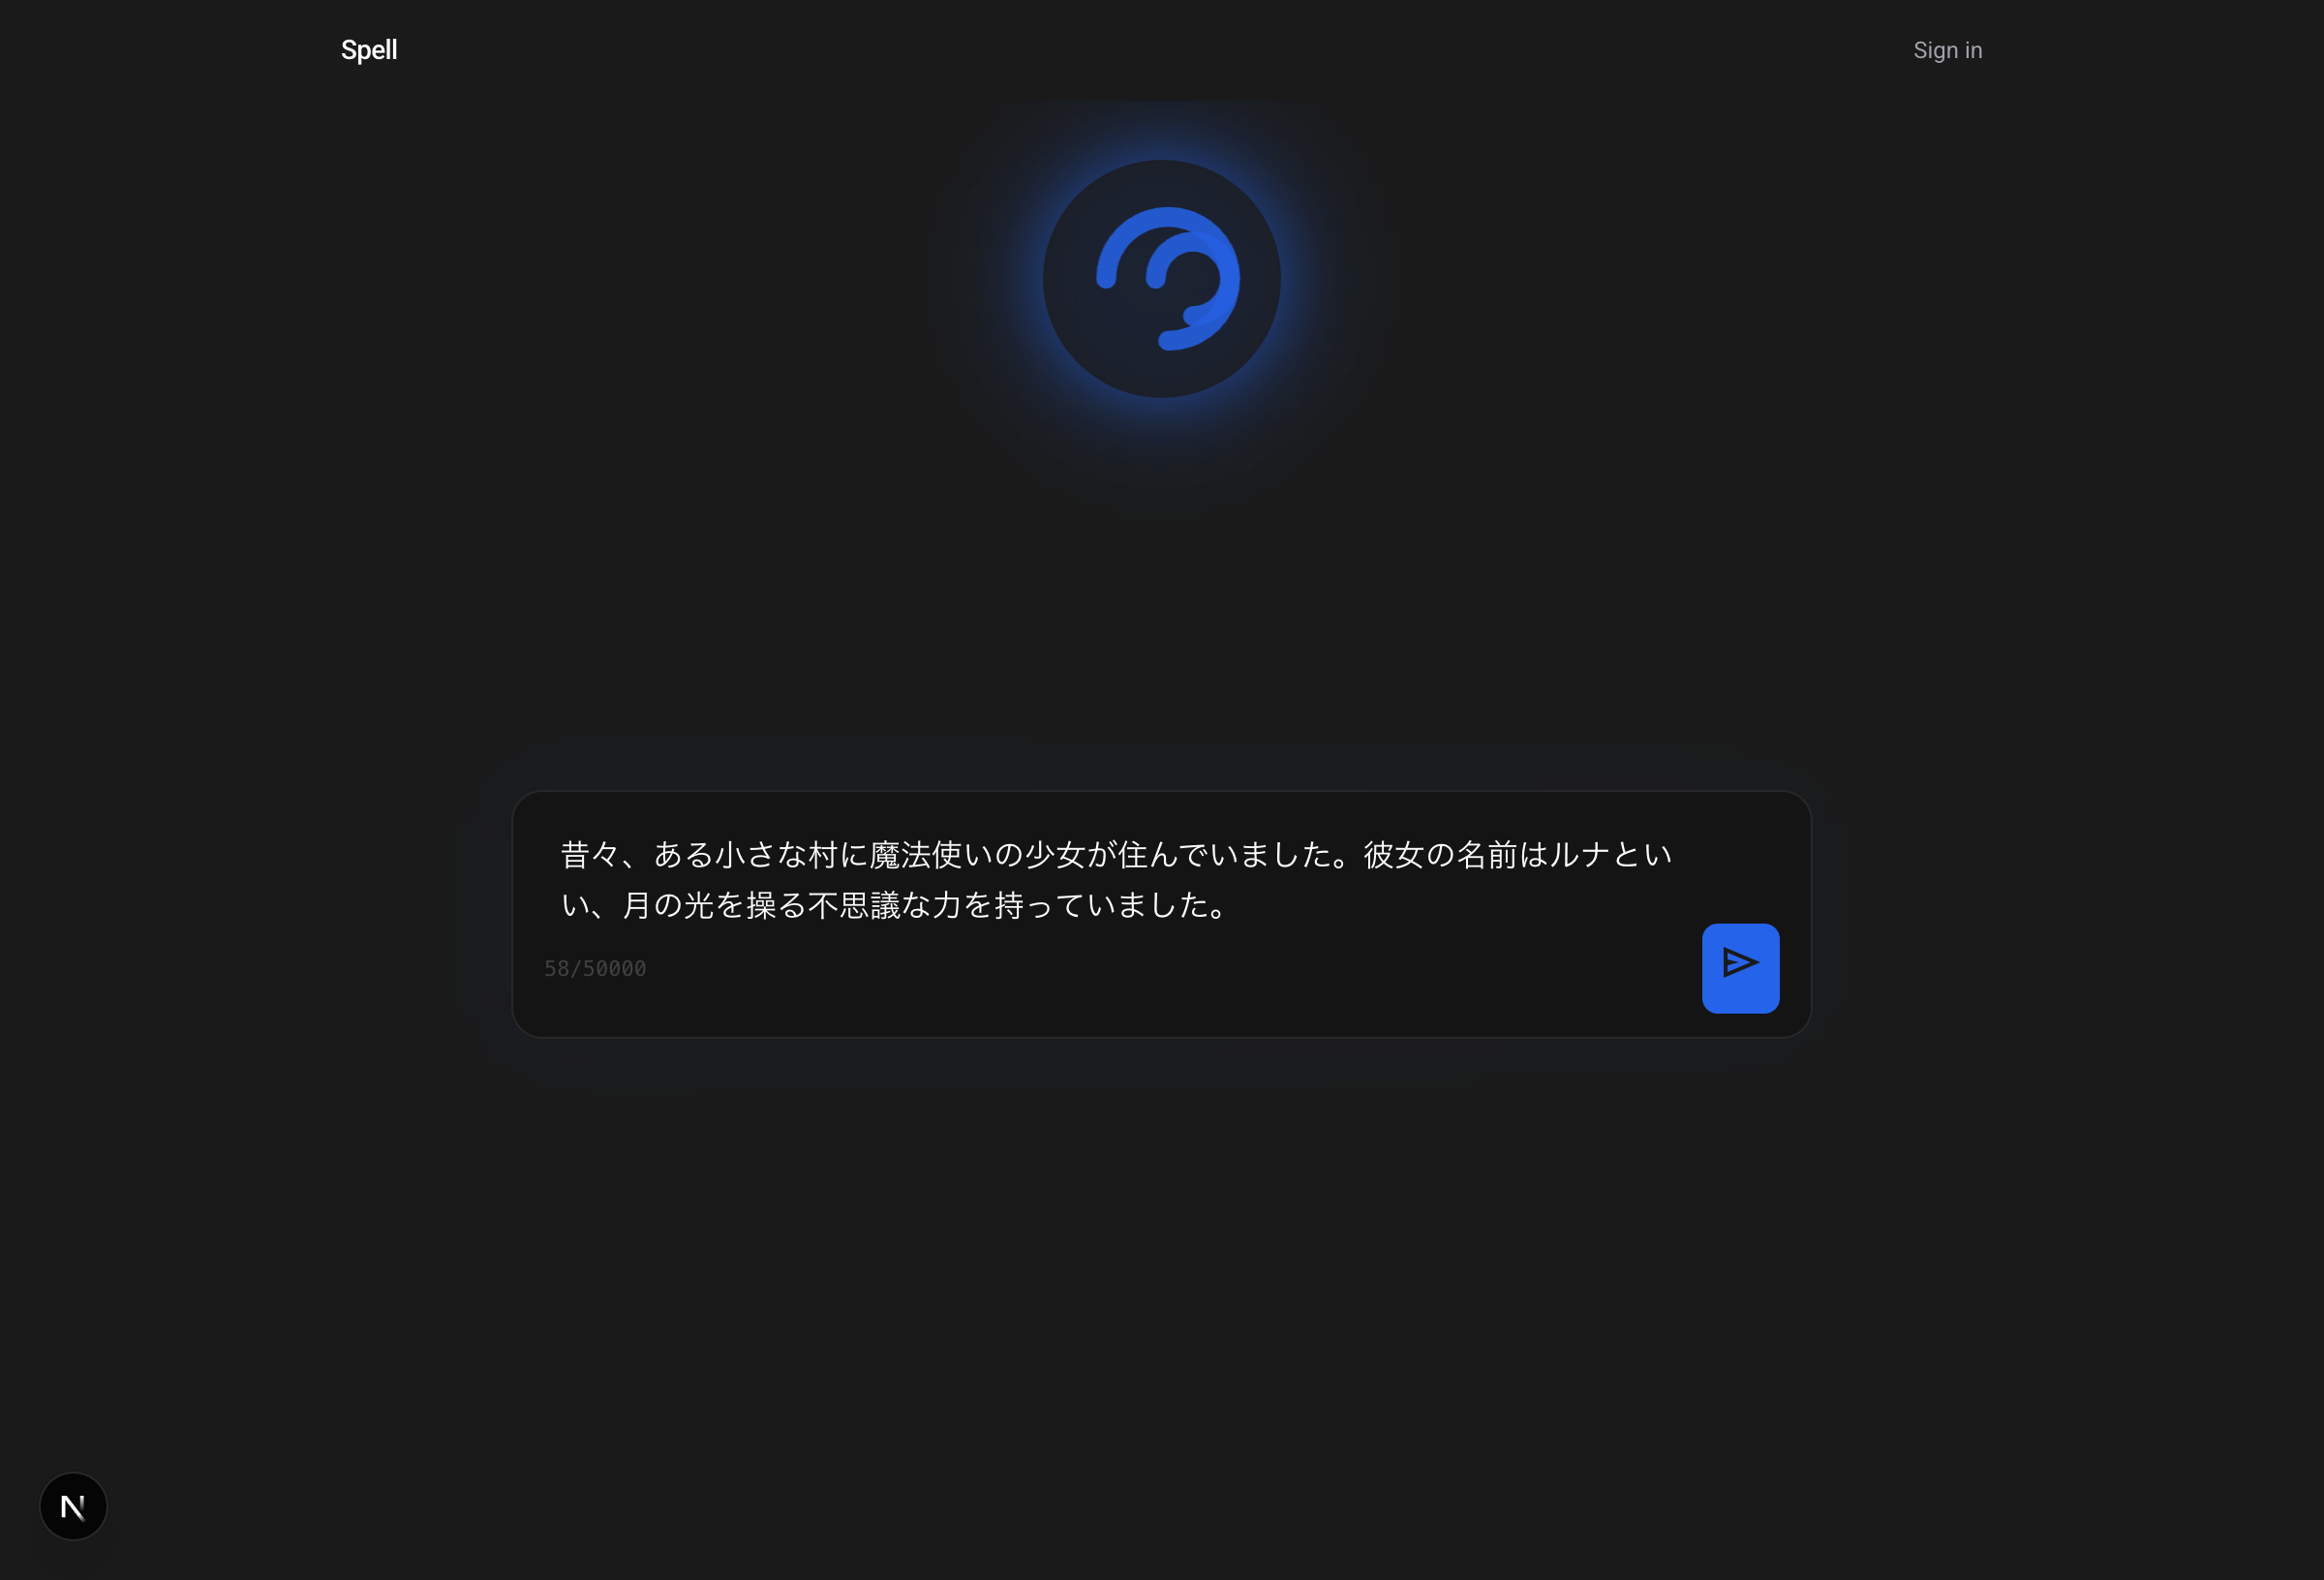 Spell
Sign in
昔々、ある小さな村に魔法使いの少女が住んでいました。彼女の名前はルナとい
い、月の光を操る不思議な力を持っていました。
58/50000
N